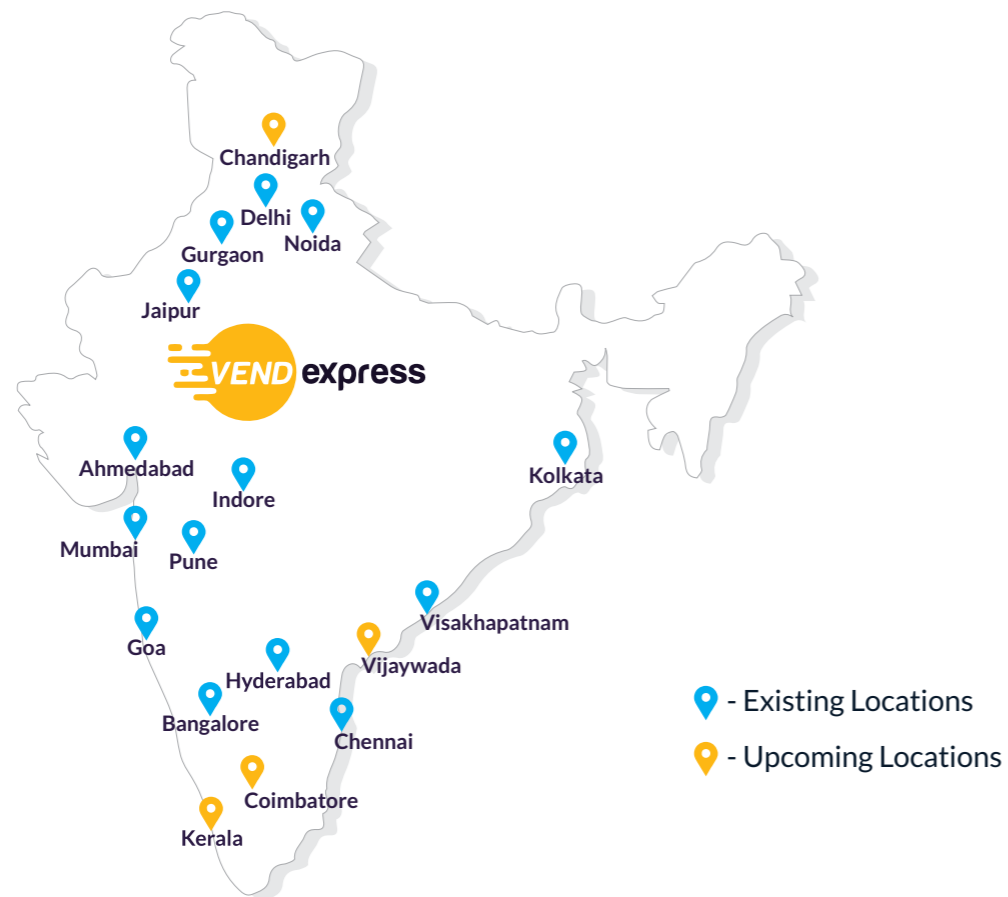 Chandigarh
Delhi
Noida
Gurgaon
Jaipur
VEND express
Ahmedabad
Indore
Kolkata
Mumbai
Pune
Visakhapatnam
Goa
Vijaywada
Hyderabad
Bangalore
Chennai
Coimbatore
Kerala
- Existing Locations
- Upcoming Locations